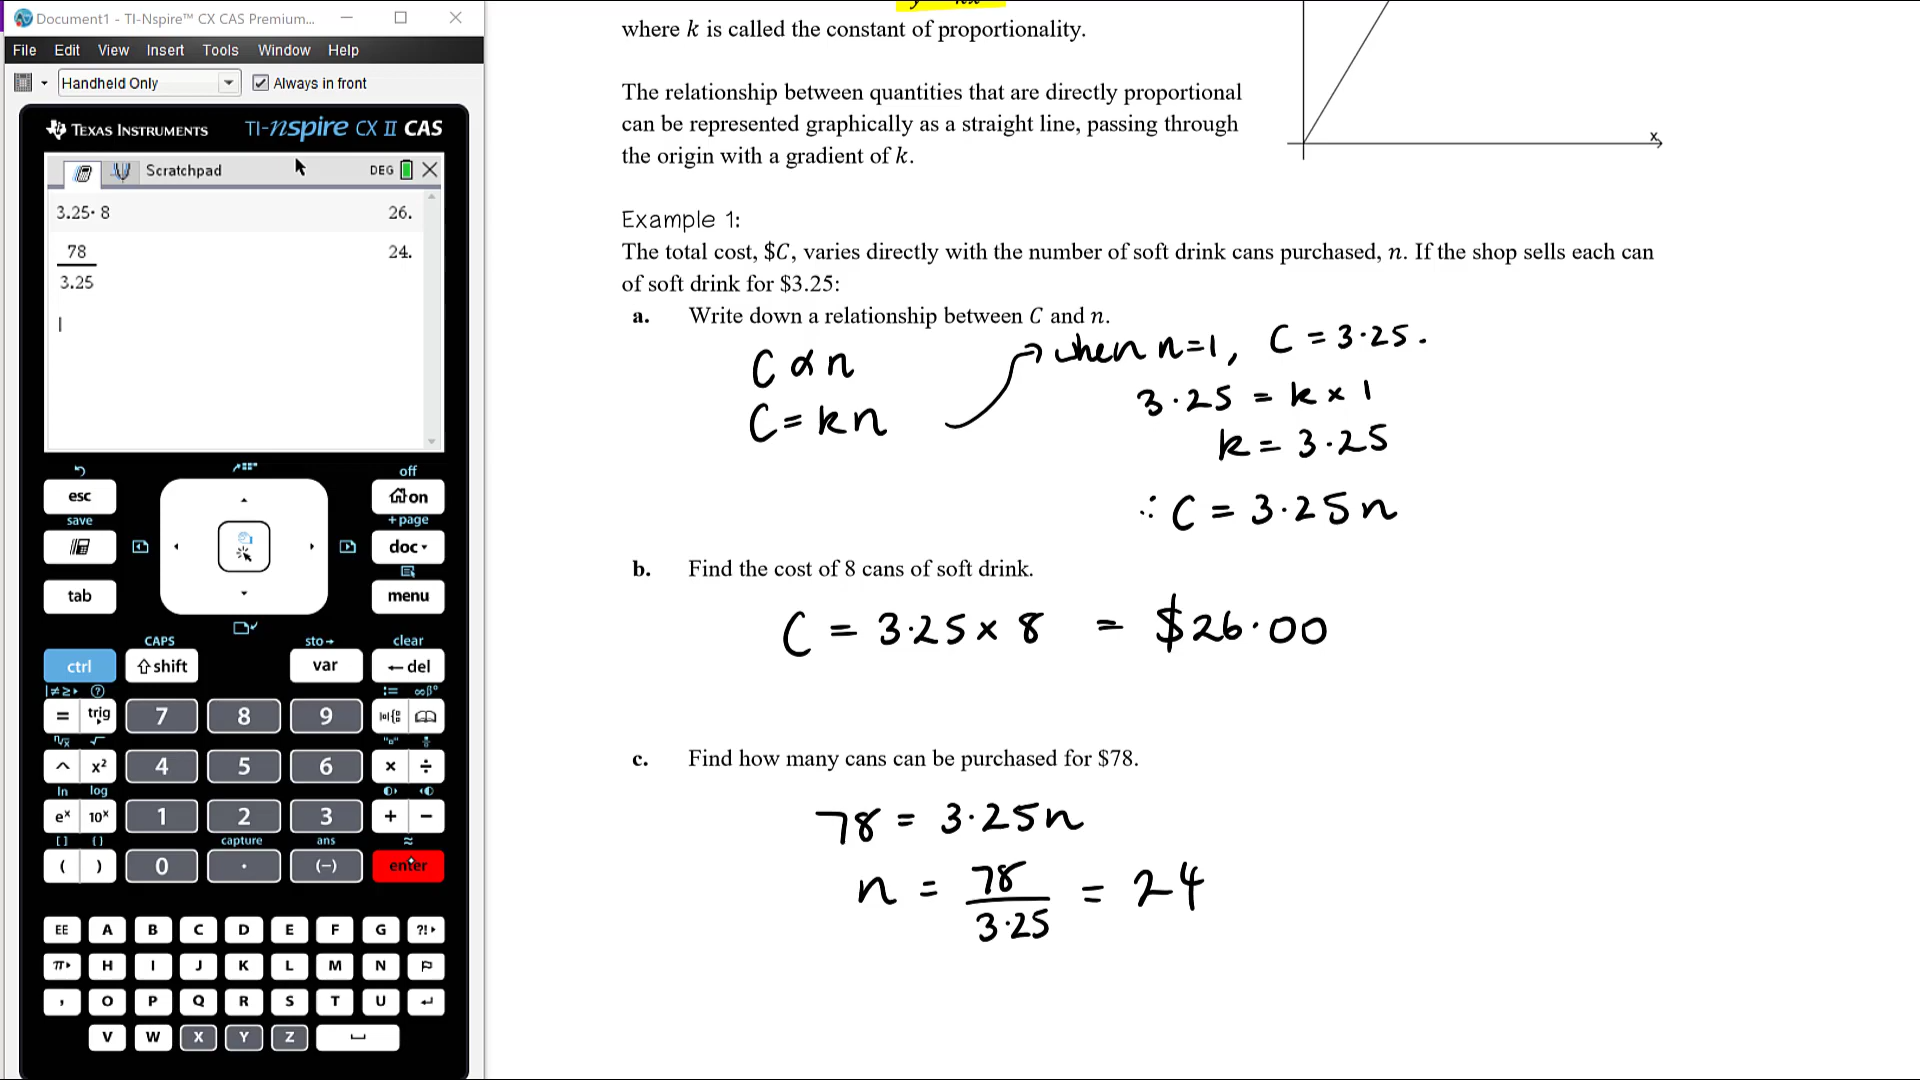 Document1 - TI-Nspire™ CX CAS Premium...
File Edit View Insert Tools Window Help
Handheld Only
Always in front
TEXAS INSTRUMENTS TI-nspire CX II CAS
Scratchpad DEG
3.25·8 26.
78
3.25
24.
off
esc on
save +page
doc
tab menu
CAPS sto→ clear
ctrl shift var ←del
= trig 7 8 9
^ x² 4 5 6 × ÷
ln log
eˣ 10ˣ 1 2 3 + −
[] {} capture ans ≈
( ) 0 . (−) enter
EE A B C D E F G ?!▸
π▸ H I J K L M N
, O P Q R S T U
V W X Y Z
where k is called the constant of proportionality.
The relationship between quantities that are directly proportional
can be represented graphically as a straight line, passing through
the origin with a gradient of k.
x
Example 1:
The total cost, $C, varies directly with the number of soft drink cans purchased, n. If the shop sells each can
of soft drink for $3.25:
a. Write down a relationship between C and n.
C ∝ n
C = kn
when n=1, C = 3.25.
3.25 = k × 1
k = 3.25
∴ C = 3.25n
b. Find the cost of 8 cans of soft drink.
C = 3.25 × 8 = $26.00
c. Find how many cans can be purchased for $78.
78 = 3.25n
n = 78/3.25 = 24